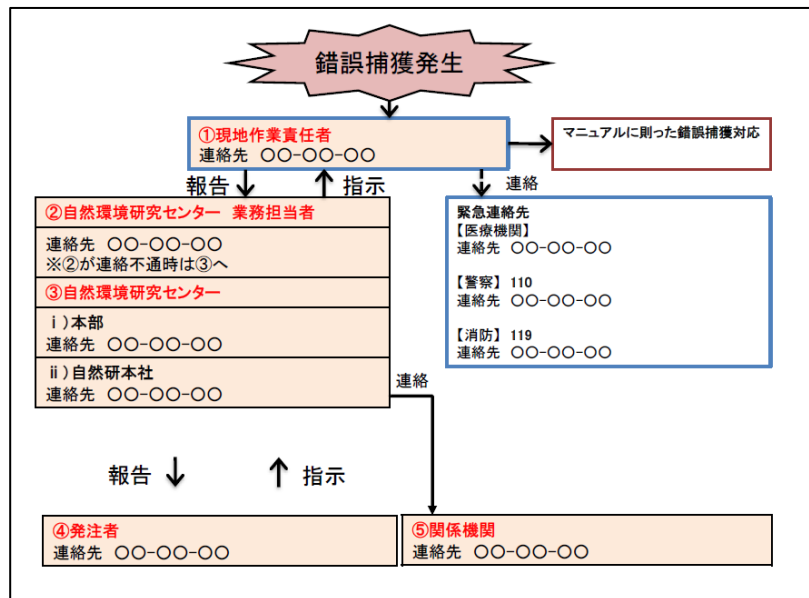 錯誤捕獲発生
①現地作業責任者
連絡先 〇〇-〇〇-〇〇
マニュアルに則った錯誤捕獲対応
報告
指示
連絡
②自然環境研究センター 業務担当者
連絡先 〇〇-〇〇-〇〇
※②が連絡不通時は③へ
③自然環境研究センター
ⅰ)本部
連絡先 〇〇-〇〇-〇〇
ⅱ)自然研本社
連絡先 〇〇-〇〇-〇〇
緊急連絡先
【医療機関】
連絡先 〇〇-〇〇-〇〇
【警察】110
連絡先 〇〇-〇〇-〇〇
【消防】119
連絡先 〇〇-〇〇-〇〇
連絡
報告
指示
④発注者
連絡先 〇〇-〇〇-〇〇
⑤関係機関
連絡先 〇〇-〇〇-〇〇